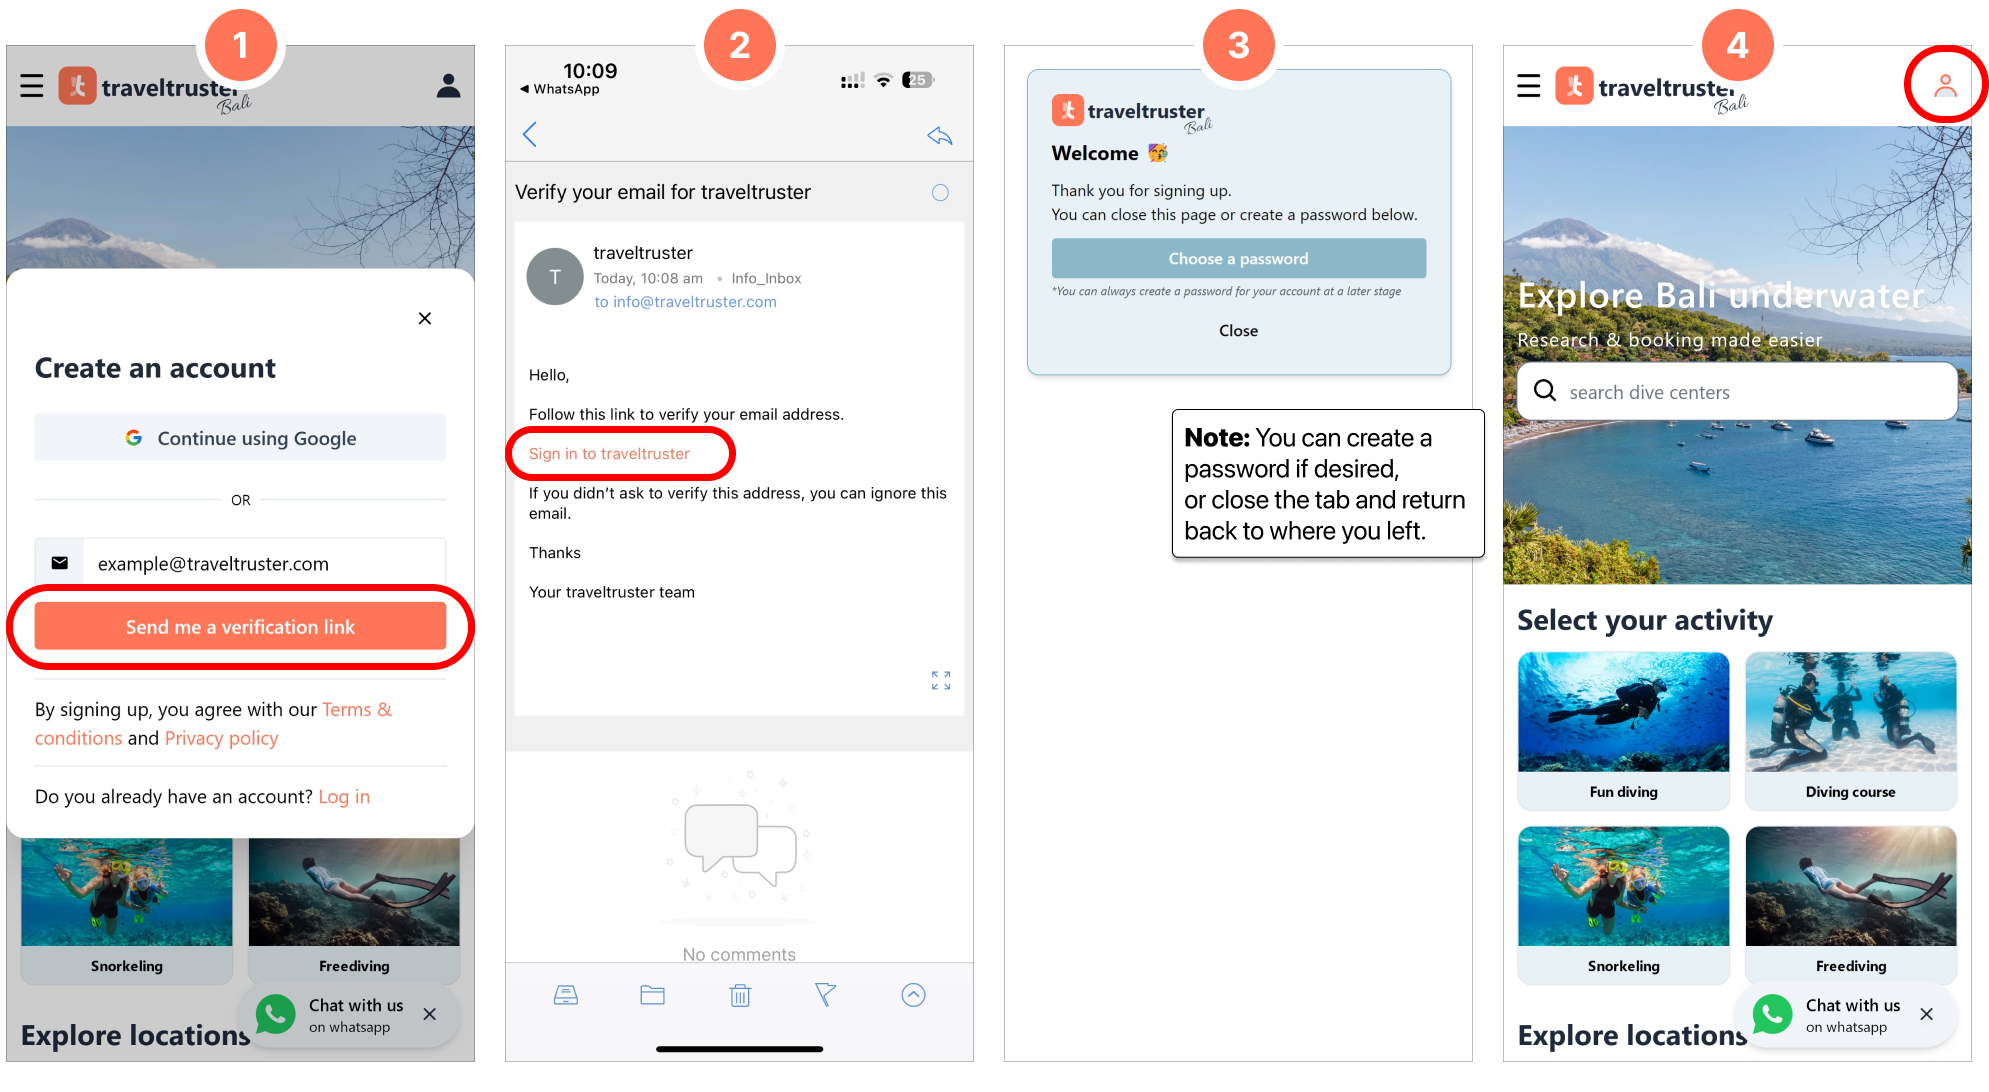 1
traveltruster
Bali
Create an account
Continue using Google
OR
example@traveltruster.com
Send me a verification link
By signing up, you agree with our Terms &
conditions and Privacy policy
Do you already have an account? Log in
Snorkeling
Freediving
Chat with us
on whatsapp
Explore locations
2
10:09
WhatsApp
25
Verify your email for traveltruster
T
traveltruster
Today, 10:08 am • Info_Inbox
to info@traveltruster.com
Hello,
Follow this link to verify your email address.
Sign in to traveltruster
If you didn't ask to verify this address, you can ignore this
email.
Thanks
Your traveltruster team
No comments
3
traveltruster
Bali
Welcome 🥳
Thank you for signing up.
You can close this page or create a password below.
Choose a password
*You can always create a password for your account at a later stage
Close
Note: You can create a
password if desired,
or close the tab and return
back to where you left.
4
traveltruster
Bali
Explore Bali underwater
Research & booking made easier
search dive centers
Select your activity
Fun diving
Diving course
Snorkeling
Freediving
Chat with us
on whatsapp
Explore locations